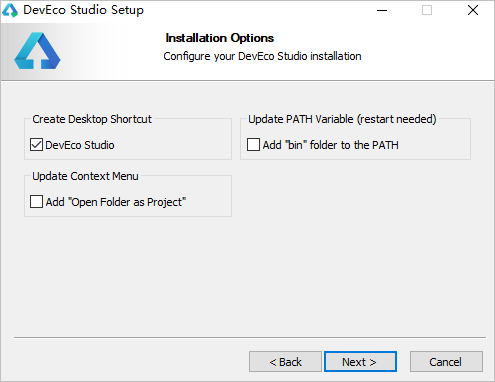 DevEco Studio Setup
Installation Options
Configure your DevEco Studio installation
Create Desktop Shortcut
DevEco Studio
Update PATH Variable (restart needed)
Add "bin" folder to the PATH
Update Context Menu
Add "Open Folder as Project"
< Back
Next >
Cancel